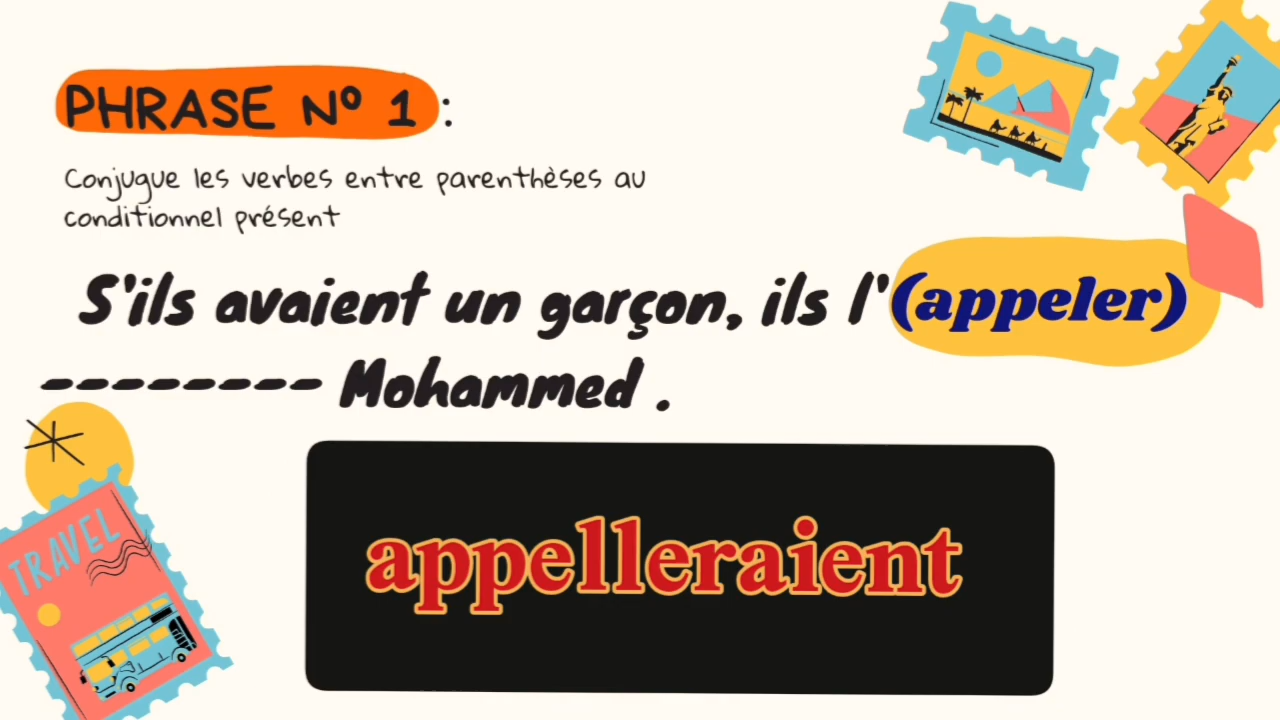 PHRASE Nº 1 :
Conjugue les verbes entre parenthèses au
conditionnel présent
S'ils avaient un garçon, ils l'(appeler)
-------- Mohammed .
appelleraient
TRAVEL